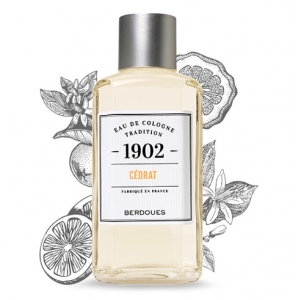 EAU DE COLOGNE
TRADITION
- 1902 -
CÉDRAT
FABRIQUÉ EN FRANCE
BERDOUES